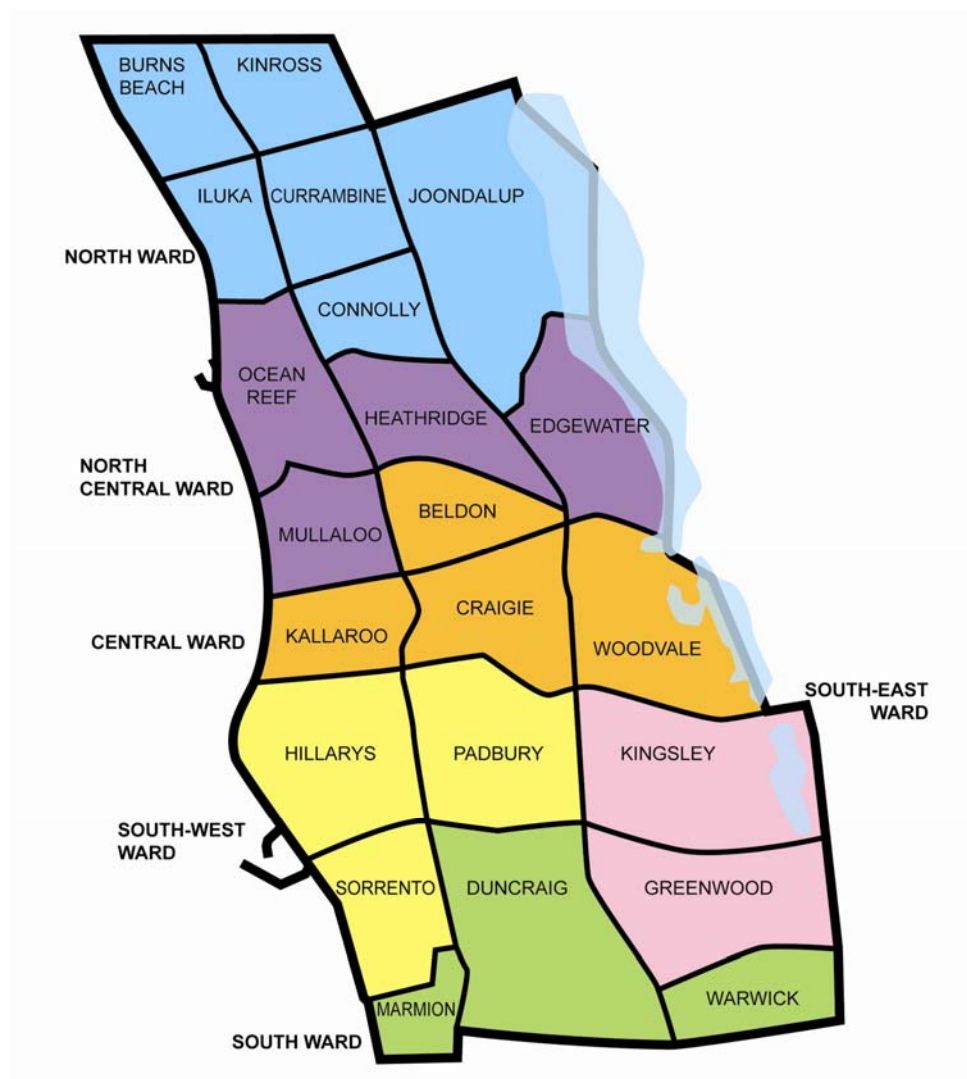 BURNS
BEACH
KINROSS
ILUKA
CURRAMBINE
JOONDALUP
NORTH WARD
CONNOLLY
OCEAN
REEF
HEATHRIDGE
EDGEWATER
NORTH
CENTRAL WARD
BELDON
MULLALOO
CRAIGIE
KALLAROO
CENTRAL WARD
WOODVALE
SOUTH-EAST
WARD
HILLARYS
PADBURY
KINGSLEY
SOUTH-WEST
WARD
SORRENTO
DUNCRAIG
GREENWOOD
MARMION
WARWICK
SOUTH WARD